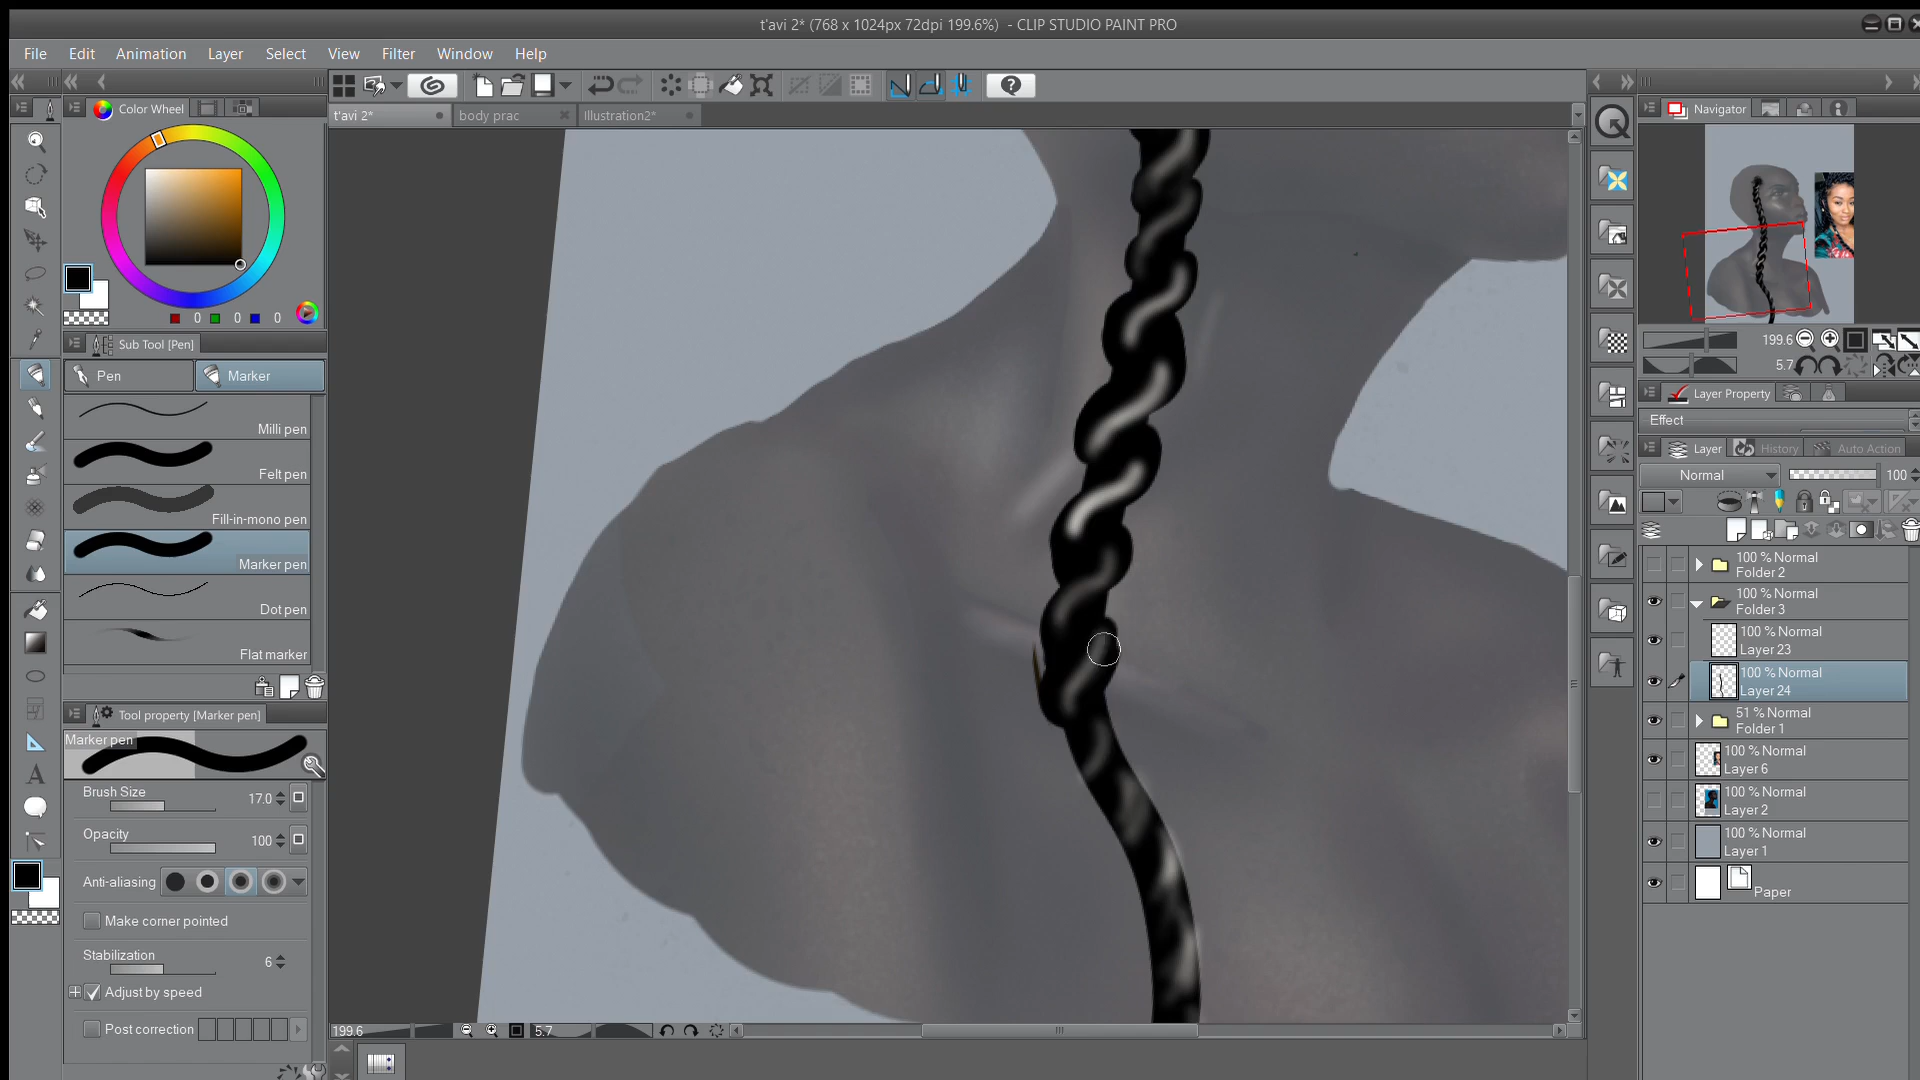 t'avi 2* (768 x 1024px 72dpi 199.6%) - CLIP STUDIO PAINT PRO
File Edit Animation Layer Select View Filter Window Help
Color Wheel
t'avi 2* body prac Illustration2*
Navigator
0 0 0
Sub Tool [Pen]
Pen Marker
Milli pen
Felt pen
Fill-in-mono pen
Marker pen
Dot pen
Flat marker
Tool property [Marker pen]
Marker pen
Brush Size 17.0
Opacity 100
Anti-aliasing
Make corner pointed
Stabilization 6
Adjust by speed
Post correction
199.6 5.7
199.6
5.7
Layer Property
Effect
Layer History Auto Action
Normal 100
100 % Normal
Folder 2
100 % Normal
Folder 3
100 % Normal
Layer 23
100 % Normal
Layer 24
51 % Normal
Folder 1
100 % Normal
Layer 6
100 % Normal
Layer 2
100 % Normal
Layer 1
Paper